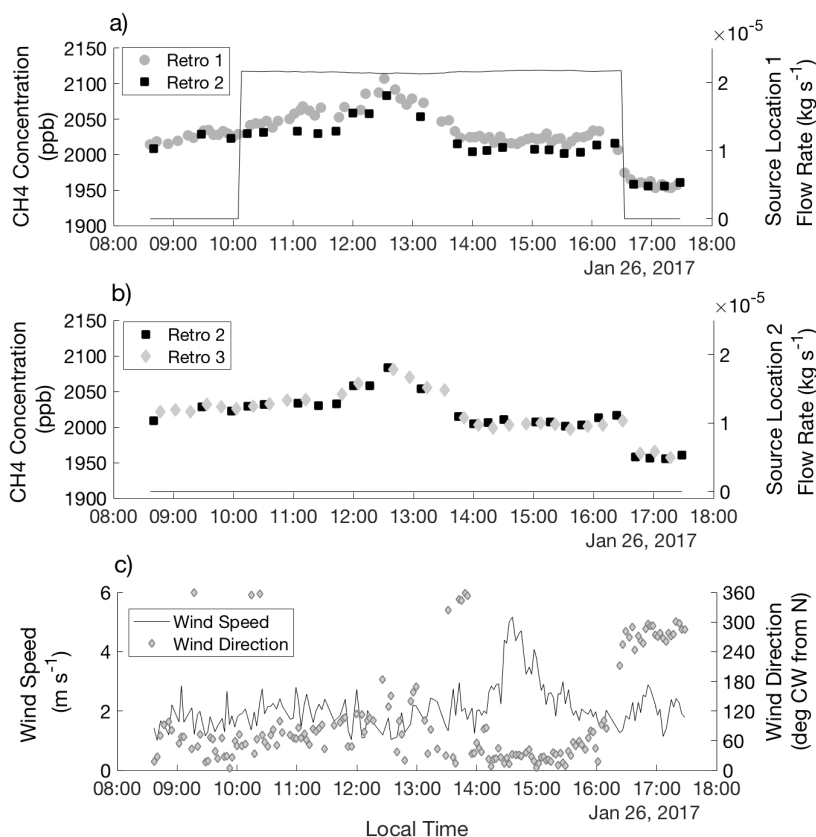 a)
×10⁻⁵
2150
2100
2050
2000
1950
1900
CH4 Concentration
(ppb)
Retro 1
Retro 2
2
1
0
Source Location 1
Flow Rate (kg s⁻¹)
08:00 09:00 10:00 11:00 12:00 13:00 14:00 15:00 16:00 17:00 18:00
Jan 26, 2017
b)
×10⁻⁵
2150
2100
2050
2000
1950
1900
CH4 Concentration
(ppb)
Retro 2
Retro 3
2
1
0
Source Location 2
Flow Rate (kg s⁻¹)
08:00 09:00 10:00 11:00 12:00 13:00 14:00 15:00 16:00 17:00 18:00
Jan 26, 2017
c)
6
4
2
0
Wind Speed
(m s⁻¹)
Wind Speed
Wind Direction
360
300
240
180
120
60
0
Wind Direction
(deg CW from N)
08:00 09:00 10:00 11:00 12:00 13:00 14:00 15:00 16:00 17:00 18:00
Jan 26, 2017
Local Time